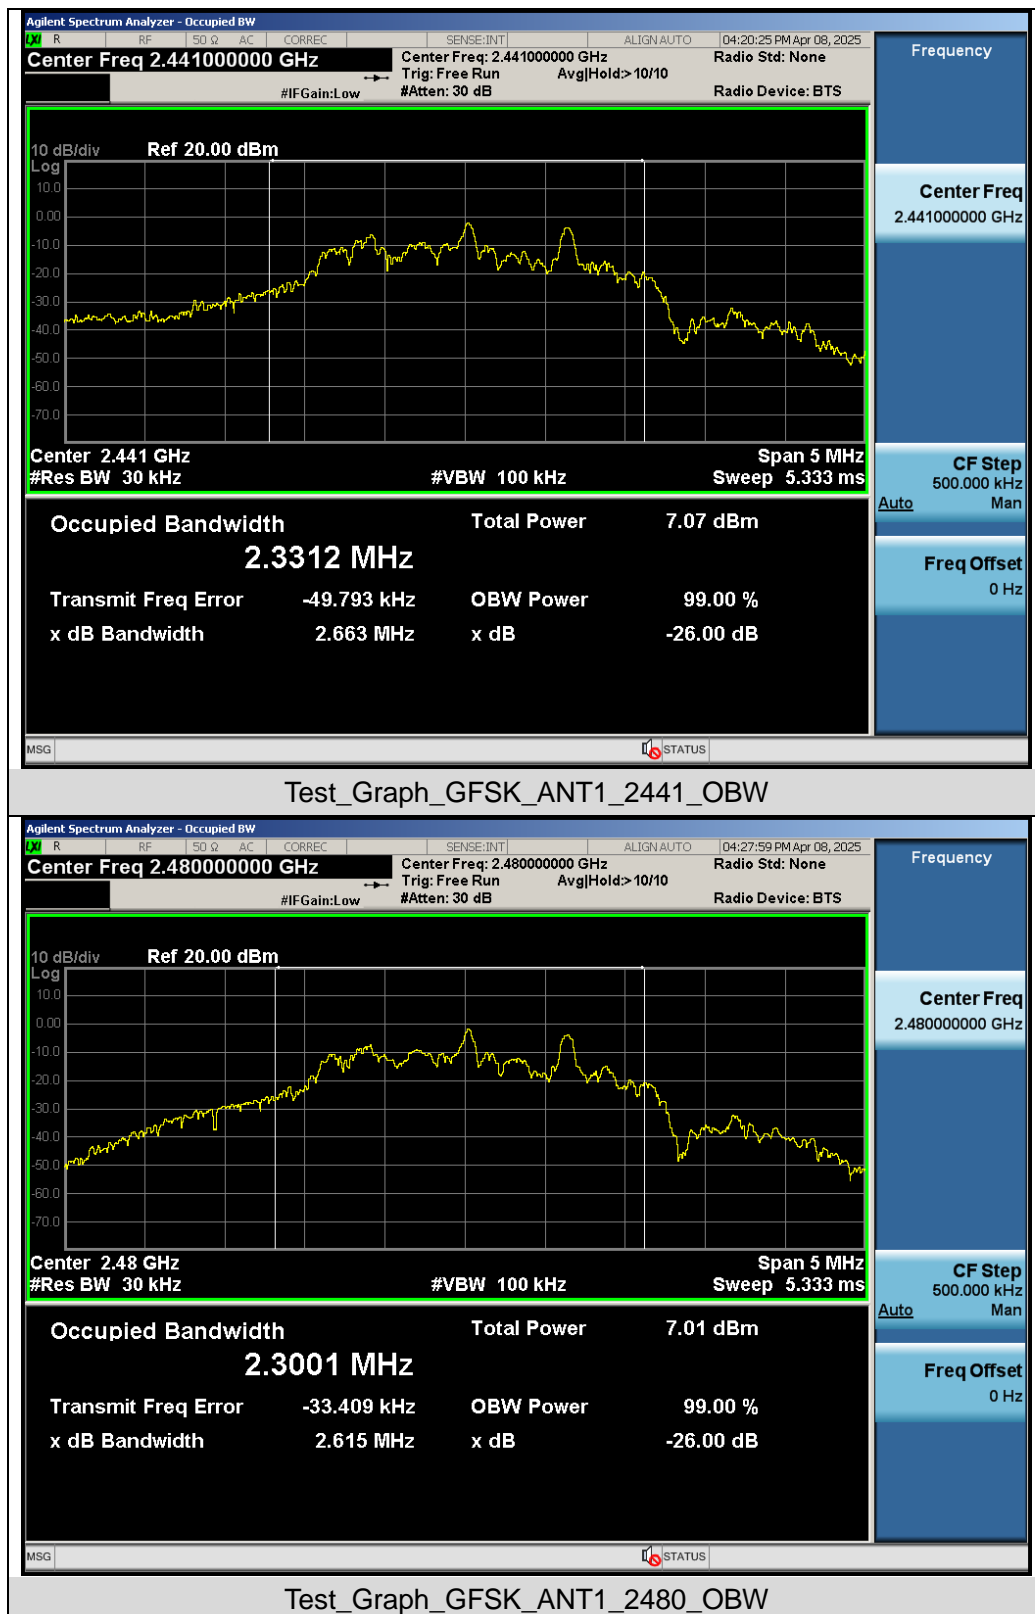 Agilent Spectrum Analyzer - Occupied BW
LXI R RF 50 Ω AC CORREC SENSE:INT ALIGN AUTO 04:20:25 PM Apr 08, 2025
Center Freq 2.441000000 GHz
Center Freq: 2.441000000 GHz
Radio Std: None
Trig: Free Run Avg|Hold:>10/10
#IFGain:Low #Atten: 30 dB Radio Device: BTS
Frequency
10 dB/div Ref 20.00 dBm
Log
10.0
0.00
-10.0
-20.0
-30.0
-40.0
-50.0
-60.0
-70.0
Center 2.441 GHz Span 5 MHz
#Res BW 30 kHz #VBW 100 kHz Sweep 5.333 ms
Center Freq
2.441000000 GHz
CF Step
500.000 kHz
Auto Man
Freq Offset
0 Hz
Occupied Bandwidth Total Power 7.07 dBm
2.3312 MHz
Transmit Freq Error -49.793 kHz OBW Power 99.00 %
x dB Bandwidth 2.663 MHz x dB -26.00 dB
MSG STATUS
Test_Graph_GFSK_ANT1_2441_OBW
Agilent Spectrum Analyzer - Occupied BW
LXI R RF 50 Ω AC CORREC SENSE:INT ALIGN AUTO 04:27:59 PM Apr 08, 2025
Center Freq 2.480000000 GHz
Center Freq: 2.480000000 GHz
Radio Std: None
Trig: Free Run Avg|Hold:>10/10
#IFGain:Low #Atten: 30 dB Radio Device: BTS
Frequency
10 dB/div Ref 20.00 dBm
Log
10.0
0.00
-10.0
-20.0
-30.0
-40.0
-50.0
-60.0
-70.0
Center 2.48 GHz Span 5 MHz
#Res BW 30 kHz #VBW 100 kHz Sweep 5.333 ms
Center Freq
2.480000000 GHz
CF Step
500.000 kHz
Auto Man
Freq Offset
0 Hz
Occupied Bandwidth Total Power 7.01 dBm
2.3001 MHz
Transmit Freq Error -33.409 kHz OBW Power 99.00 %
x dB Bandwidth 2.615 MHz x dB -26.00 dB
MSG STATUS
Test_Graph_GFSK_ANT1_2480_OBW